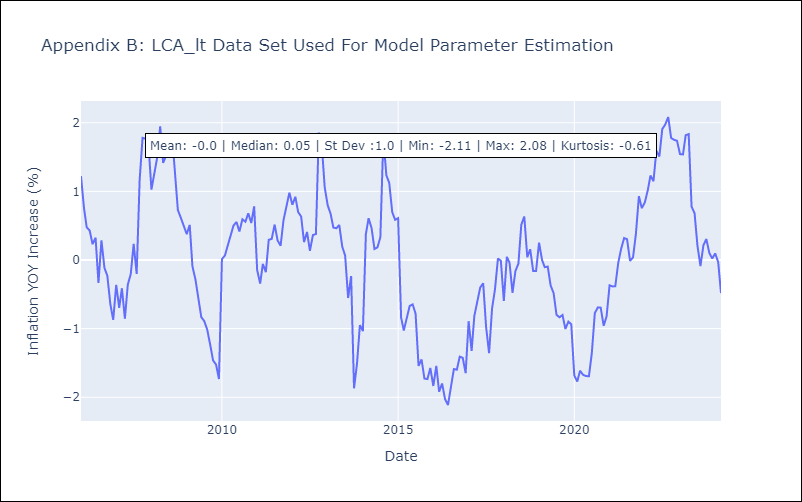 Appendix B: LCA_lt Data Set Used For Model Parameter Estimation
Mean: -0.0 | Median: 0.05 | St Dev :1.0 | Min: -2.11 | Max: 2.08 | Kurtosis: -0.61
Inflation YOY Increase (%)
2
1
0
−1
−2
2010
2015
2020
Date